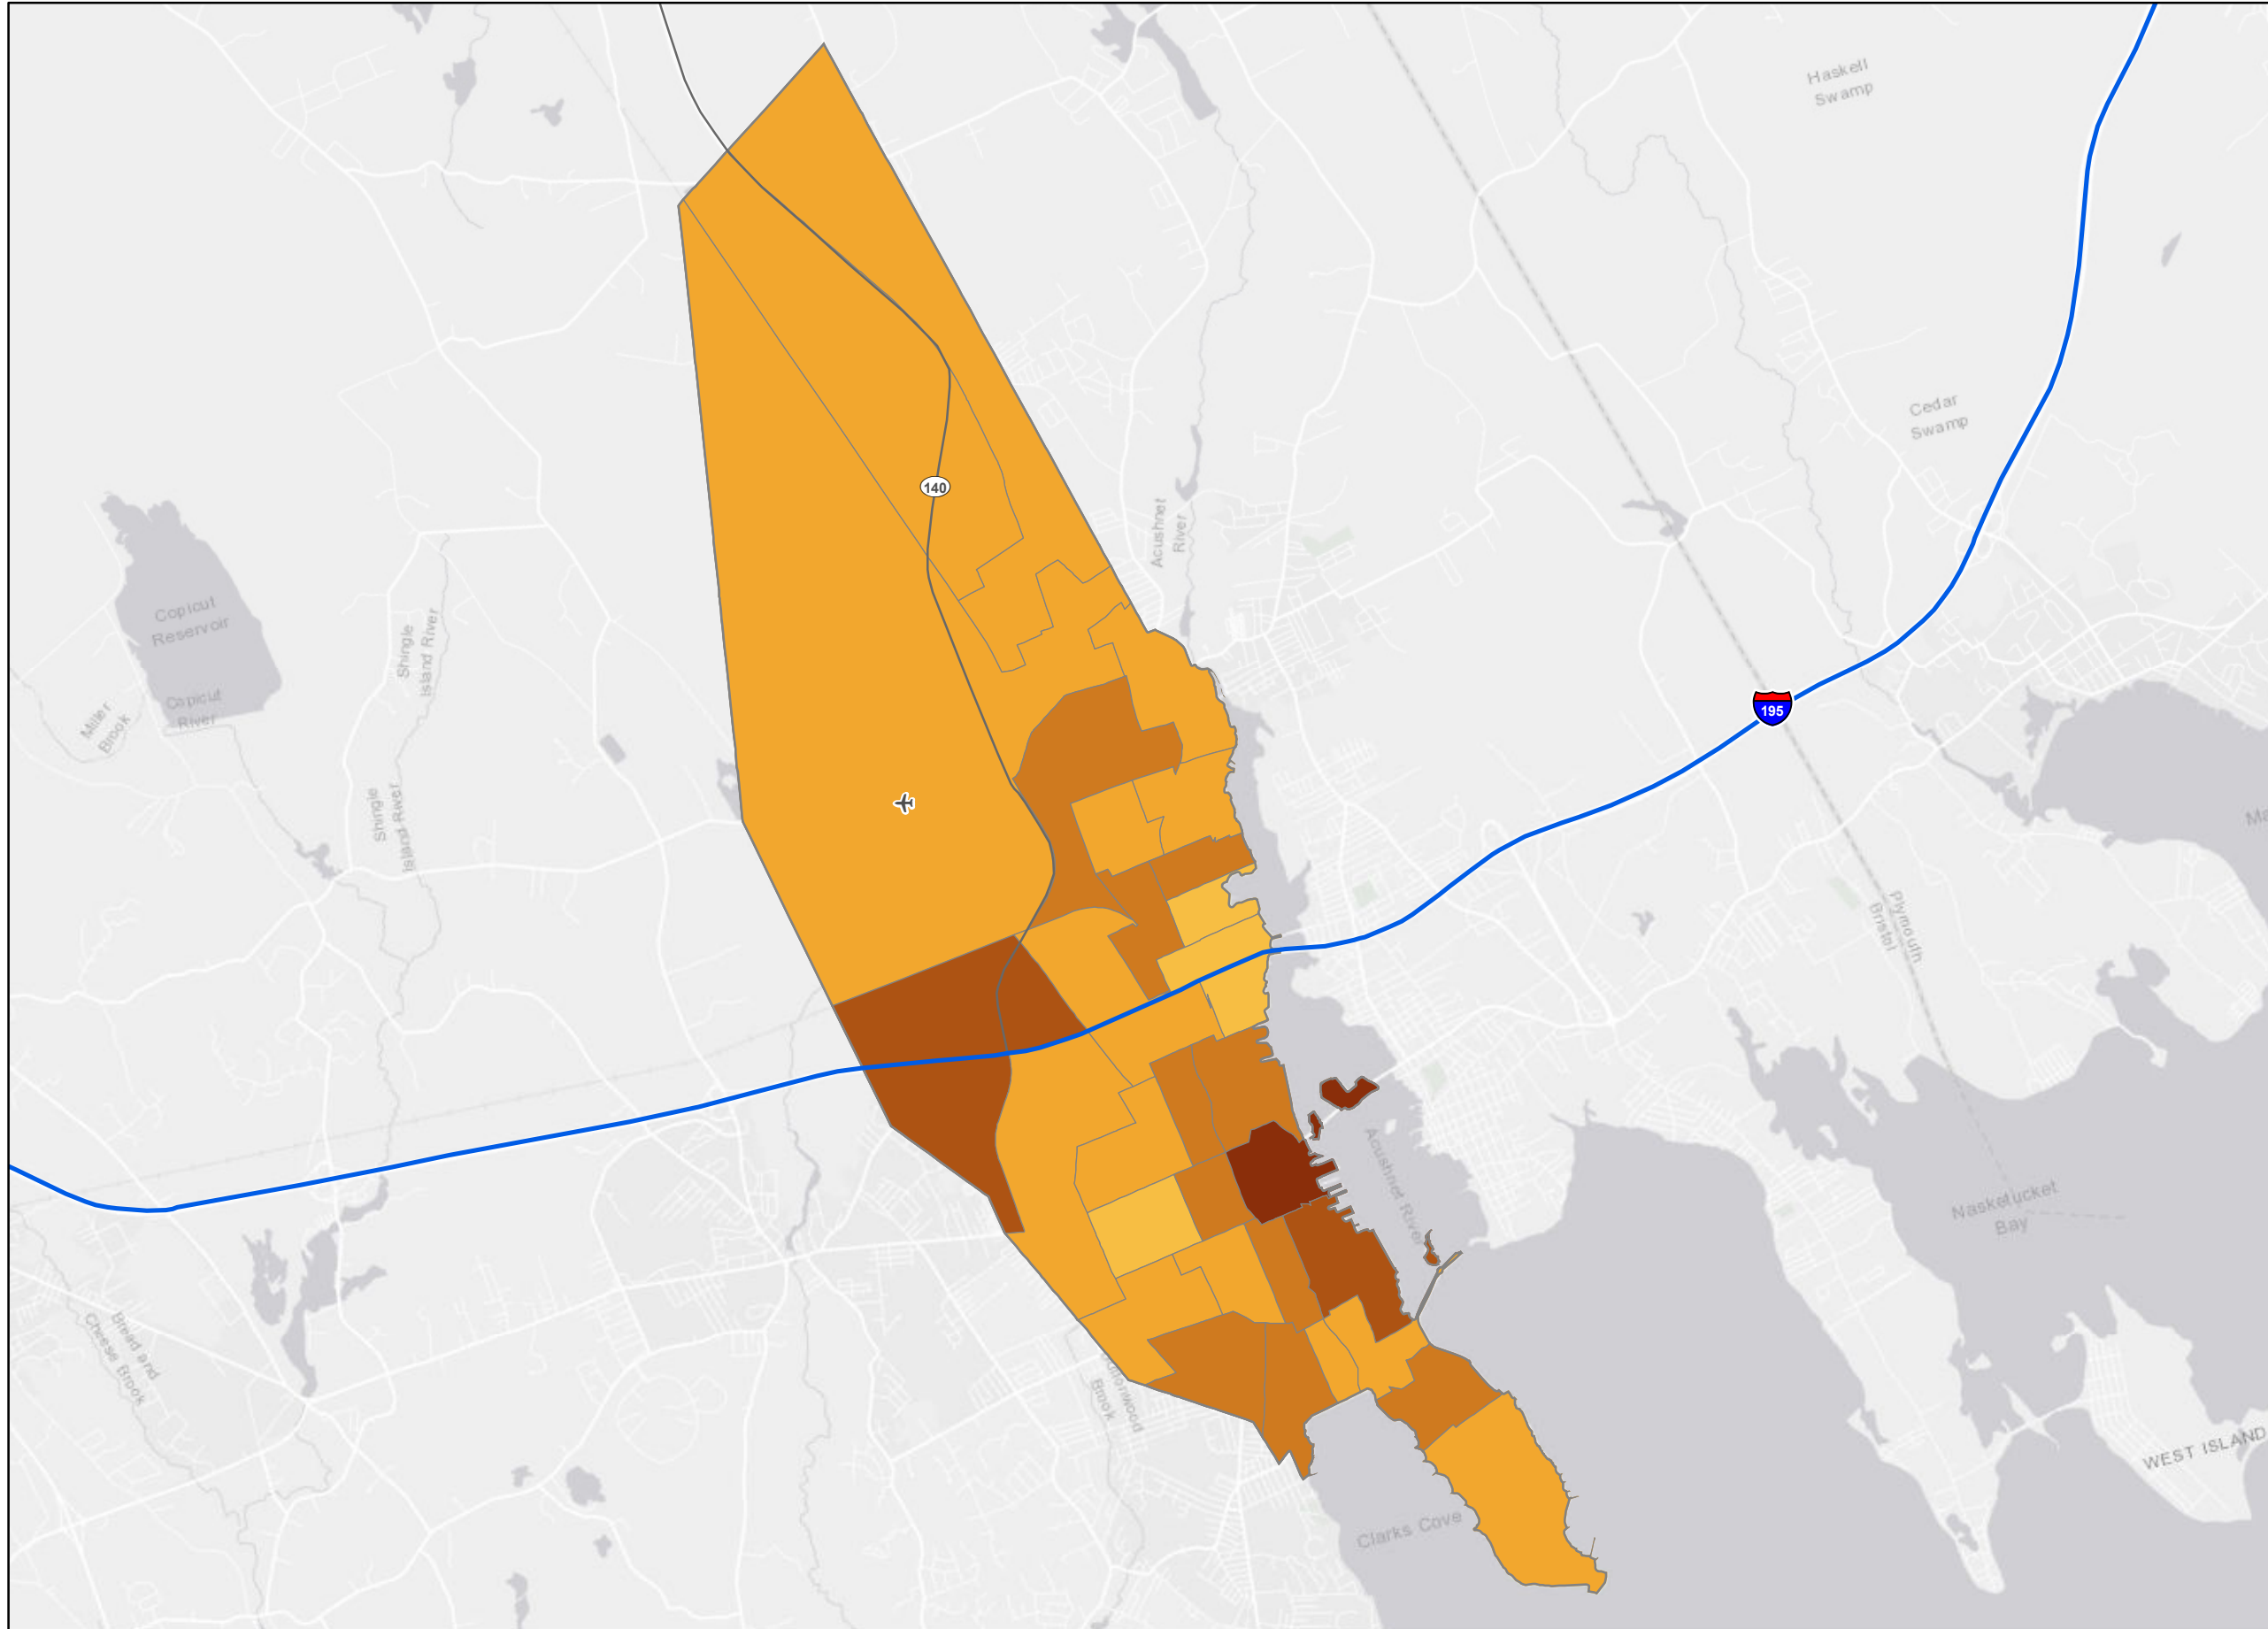 Haskell
Swamp
Cedar
Swamp
140
Acushnet
River
Copicut
Reservoir
Shingle
Island River
Copicut
River
Miller
Brook
195
Shingle
Island River
Plymouth
Bristol
Acushnet River
Nasketucket
Bay
Bread and
Cheese Brook
Buttonwood
Brook
WEST ISLAND
Clarks Cove